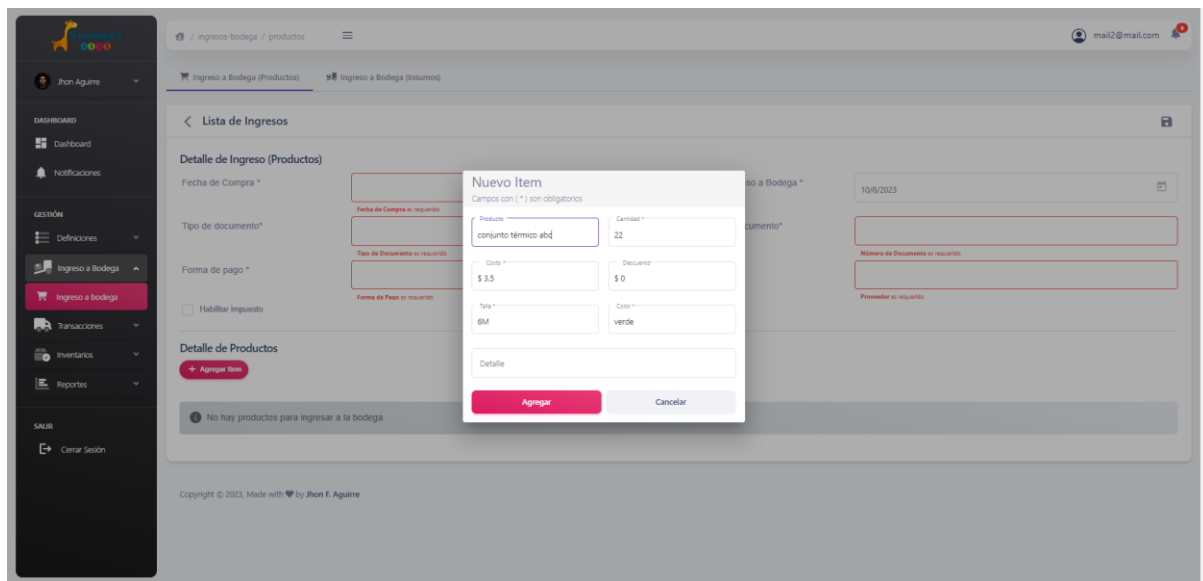 / ingresos-bodega / productos
mail2@mail.com
Jhon Aguirre
Ingreso a Bodega (Productos)
Ingreso a Bodega (Insumos)
DASHBOARD
Dashboard
Notificaciones
GESTIÓN
Definiciones
Ingreso a Bodega
Ingreso a bodega
Transacciones
Inventarios
Reportes
SALIR
Cerrar Sesión
Lista de Ingresos
Detalle de Ingreso (Productos)
Fecha de Compra *
Fecha de Compra es requerido
so a Bodega *
10/8/2023
Tipo de documento*
Tipo de Documento es requerido
cumento*
Número de Documento es requerido
Forma de pago *
Forma de Pago es requerido
Proveedor es requerido
Habilitar impuesto
Detalle de Productos
+ Agregar Item
No hay productos para ingresar a la bodega
Nuevo Item
Campos con ( * ) son obligatorios
Producto *
conjunto térmico abd
Cantidad *
22
Costo *
$ 3.5
Descuento
$ 0
Talla *
6M
Color *
verde
Detalle
Agregar
Cancelar
Copyright © 2023, Made with by Jhon F. Aguirre